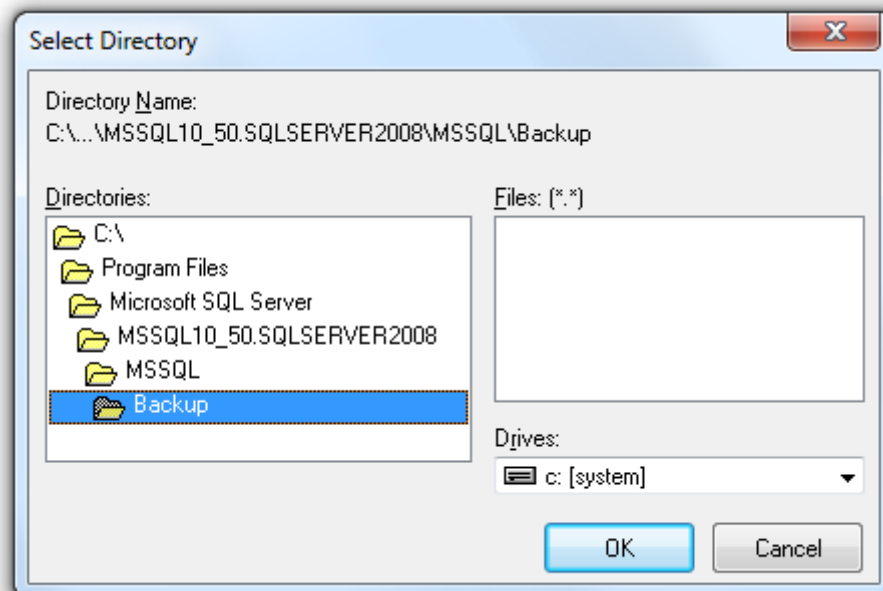 Select Directory
Directory Name:
C:\...\MSSQL10_50.SQLSERVER2008\MSSQL\Backup
Directories:
C:\
Program Files
Microsoft SQL Server
MSSQL10_50.SQLSERVER2008
MSSQL
Backup
Files: (*.*)
Drives:
c: [system]
OK
Cancel